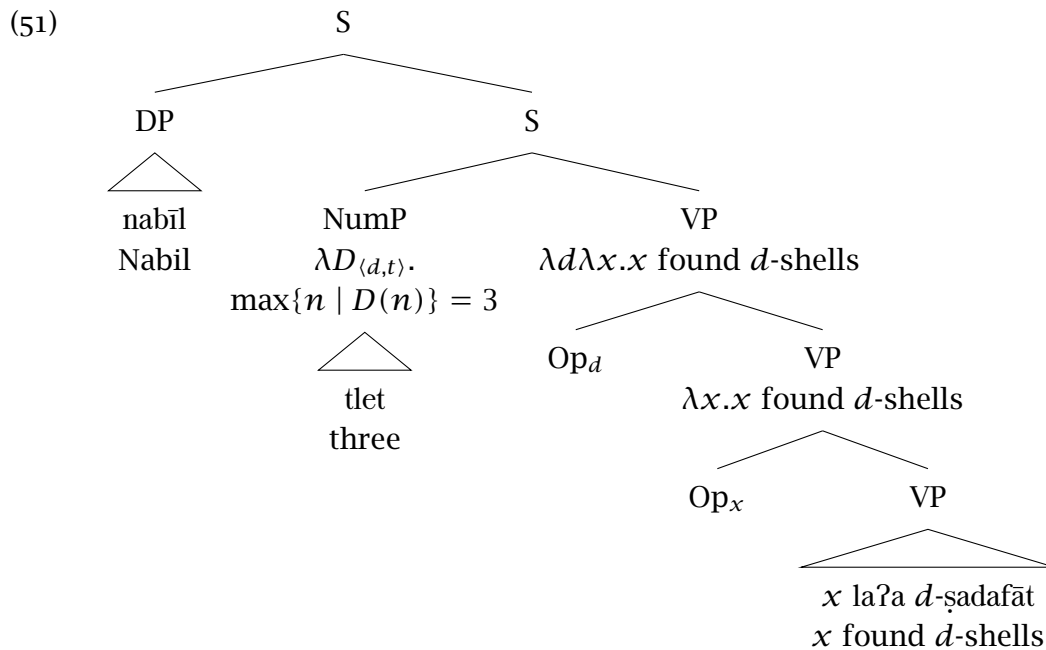 (51) S
DP S
nabīl NumP VP
Nabil λD⟨d,t⟩. λdλx.x found d-shells
max{n | D(n)} = 3
Op_d VP
tlet λx.x found d-shells
three
Op_x VP
x laʔa d-ṣadafāt
x found d-shells